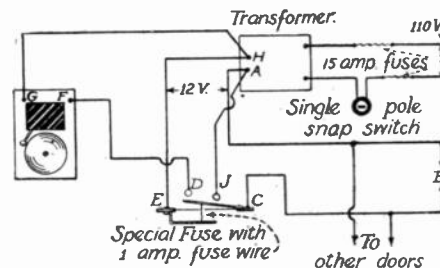 Transformer.
110V
H
A
15 amp. fuses
G
F
12 V.
Single pole
snap switch
D
J
E
C
E
Special Fuse with
1 amp. fuse wire
To
other doors